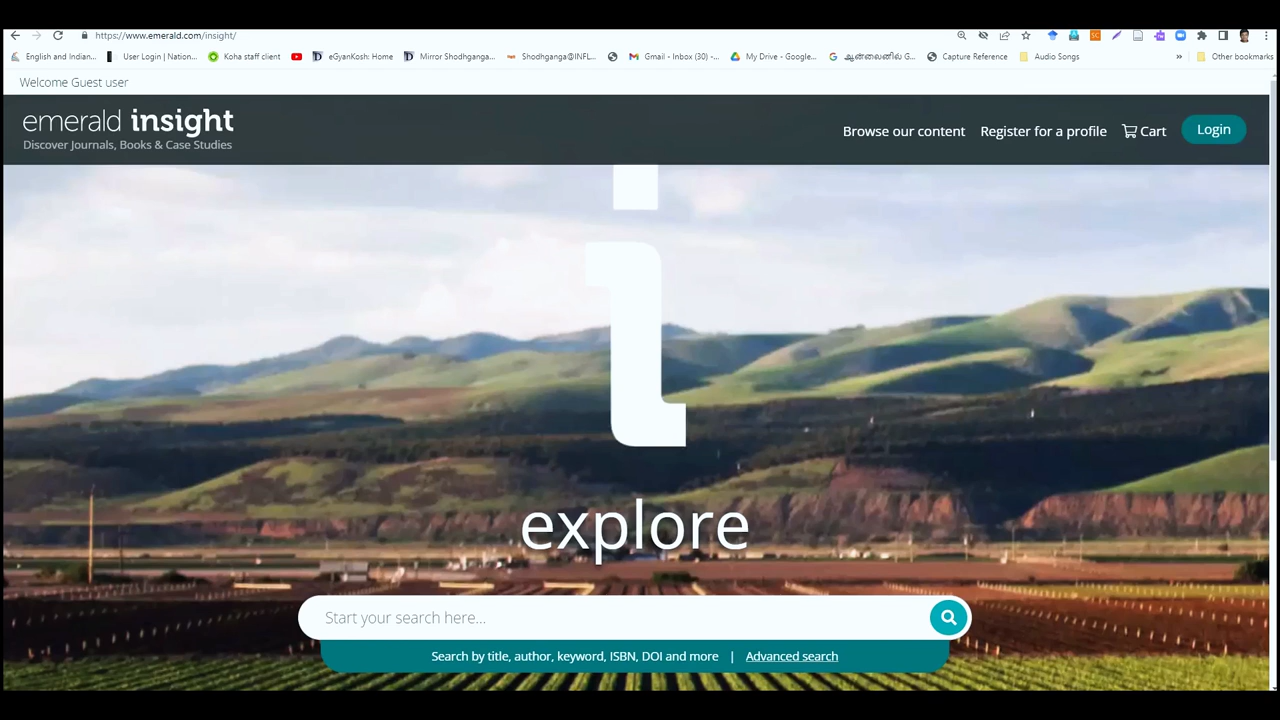 https://www.emerald.com/insight/
English and Indian...
User Login | Nation...
Koha staff client
eGyanKosh: Home
Mirror Shodhganga...
Shodhganga@INFL...
Gmail - Inbox (30) -...
My Drive - Google...
ஆன்லைனில் G...
Capture Reference
Audio Songs
»
Other bookmarks
Welcome Guest user
emerald insight
Discover Journals, Books & Case Studies
Browse our content
Register for a profile
Cart
Login
i
explore
Start your search here...
Search by title, author, keyword, ISBN, DOI and more | Advanced search